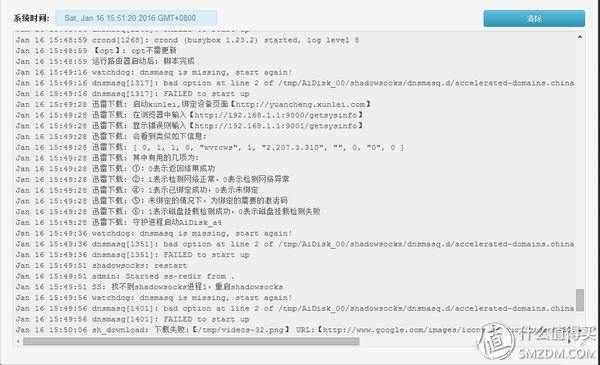 系统时间: Sat, Jan 16 15:51:20 2016 GMT+0800
清除
Jan 16 15:48:59 crond[1268]: crond (busybox 1.23.2) started, log level 8
Jan 16 15:48:59 【opt】: opt不需更新
运行路由器启动后: 脚本完成
Jan 16 15:49:16 watchdog: dnsmasq is missing, start again!
Jan 16 15:49:16 dnsmasq[1317]: bad option at line 2 of /tmp/AiDisk_00/shadowsocks/dnsmasq.d/accelerated-domains.china
Jan 16 15:49:16 dnsmasq[1317]: FAILED to start up
Jan 16 15:49:28 迅雷下载: 启动xunlei,绑定设备页面【http://yuancheng.xunlei.com】
Jan 16 15:49:28 迅雷下载: 在浏览器中输入【http://192.168.1.1:9000/getsysinfo】
Jan 16 15:49:28 迅雷下载: 显示错误则输入【http://192.168.1.1:9001/getsysinfo】
Jan 16 15:49:28 迅雷下载: 会看到类似如下信息:
Jan 16 15:49:28 迅雷下载: [ 0, 1, 1, 0, "wvrcws", 1, "2.207.3.310", "", 0, "0", 0 ]
Jan 16 15:49:28 迅雷下载: 其中有用的几项为:
Jan 16 15:49:28 迅雷下载: ①: 0表示返回结果成功
Jan 16 15:49:28 迅雷下载: ②: 1表示检测网络正常, 0表示检测网络异常
Jan 16 15:49:28 迅雷下载: ④: 1表示已绑定成功, 0表示未绑定
Jan 16 15:49:28 迅雷下载: ⑤: 未绑定的情况下, 为绑定的需要的激活码
Jan 16 15:49:28 迅雷下载: ⑥: 1表示磁盘挂载检测成功, 0表示磁盘挂载检测失败
Jan 16 15:49:28 迅雷下载: 守护进程启动AiDisk_a4
Jan 16 15:49:36 watchdog: dnsmasq is missing, start again!
Jan 16 15:49:36 dnsmasq[1351]: bad option at line 2 of /tmp/AiDisk_00/shadowsocks/dnsmasq.d/accelerated-domains.china
Jan 16 15:49:36 dnsmasq[1351]: FAILED to start up
Jan 16 15:49:51 shadowsocks: restart
Jan 16 15:49:51 admin: Started ss-redir from .
Jan 16 15:49:51 SS: 找不到shadowsocks进程1, 重启shadowsocks
Jan 16 15:49:56 watchdog: dnsmasq is missing, start again!
Jan 16 15:49:56 dnsmasq[1401]: bad option at line 2 of /tmp/AiDisk_00/shadowsocks/dnsmasq.d/accelerated-domains.china
Jan 16 15:49:56 dnsmasq[1401]: FAILED to start up
Jan 16 15:50:06 sh_download: 下载失败:【/tmp/videos-32.png】 URL:【http://www.google.com/images/icons
值 什么值得买
SMZDM.COM